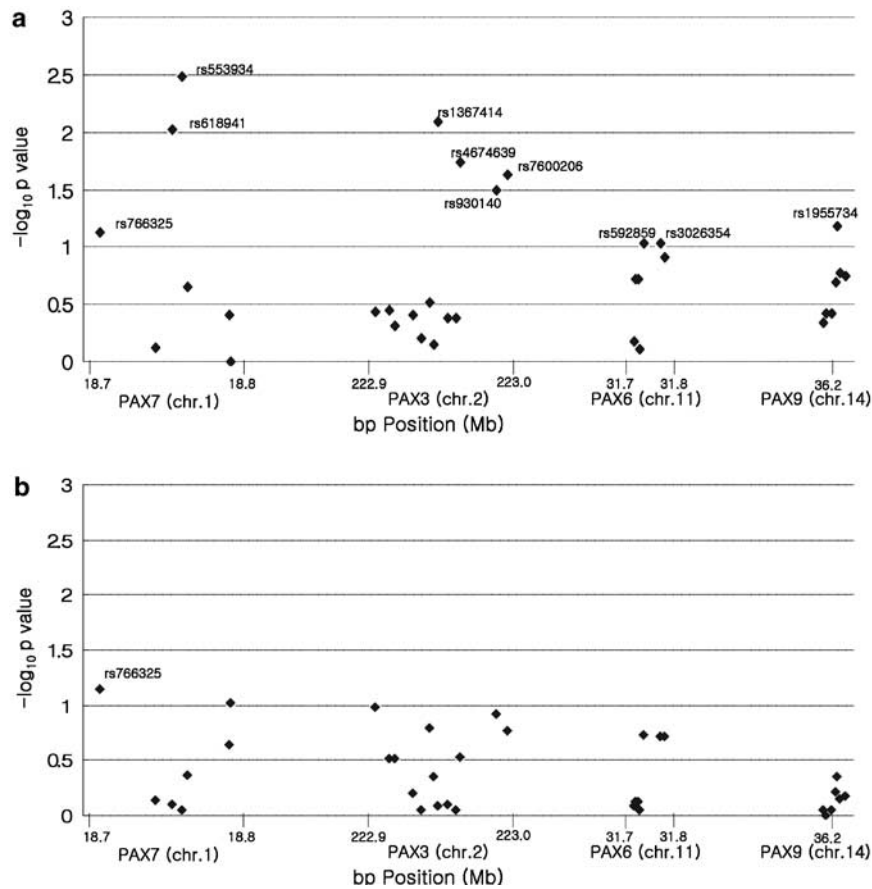 a
3
2.5
2
1.5
1
0.5
0
−log10 p value
rs553934
rs618941
rs766325
rs1367414
rs4674639
rs7600206
rs930140
rs592859
rs3026354
rs1955734
18.7 18.8 222.9 223.0 31.7 31.8 36.2
PAX7 (chr.1) PAX3 (chr.2) PAX6 (chr.11) PAX9 (chr.14)
bp Position (Mb)
b
3
2.5
2
1.5
1
0.5
0
−log10 p value
rs766325
18.7 18.8 222.9 223.0 31.7 31.8 36.2
PAX7 (chr.1) PAX3 (chr.2) PAX6 (chr.11) PAX9 (chr.14)
bp Position (Mb)